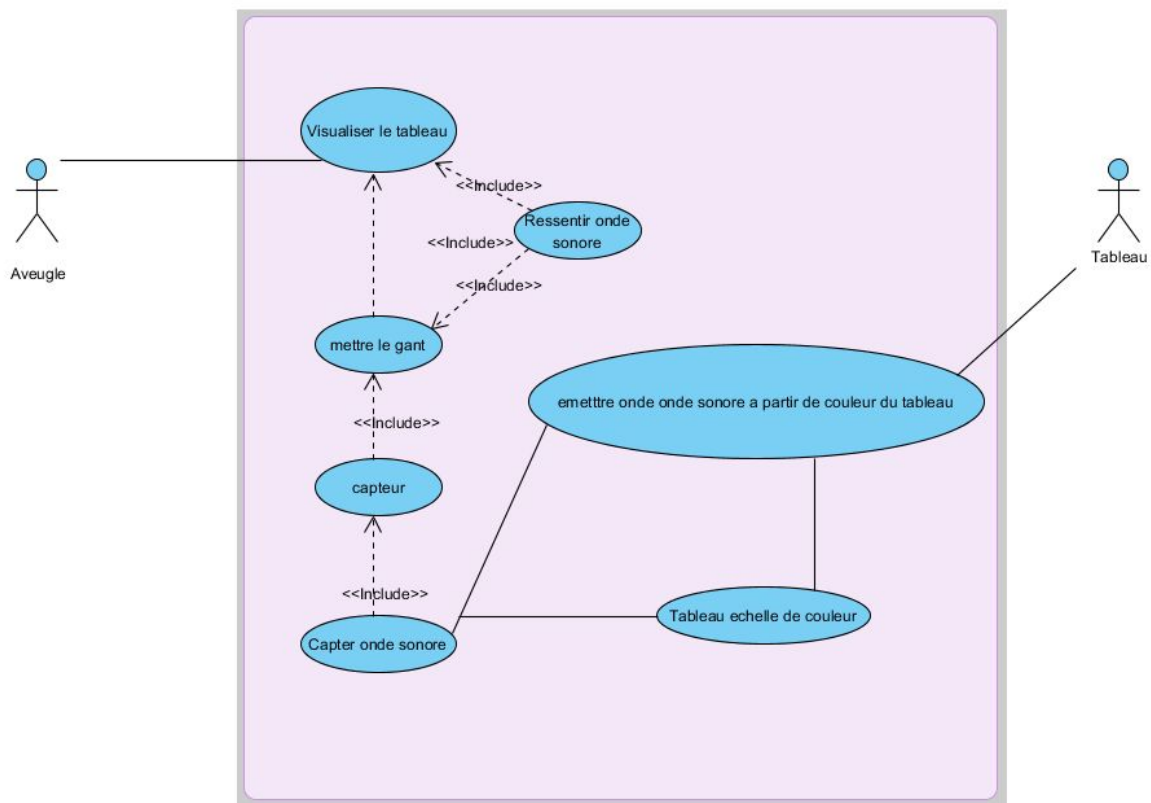 Visualiser le tableau
<<Include>>
Ressentir onde
sonore
<<Include>>
<<Include>>
Aveugle
Tableau
mettre le gant
emetttre onde onde sonore a partir de couleur du tableau
<<Include>>
capteur
<<Include>>
Tableau echelle de couleur
Capter onde sonore